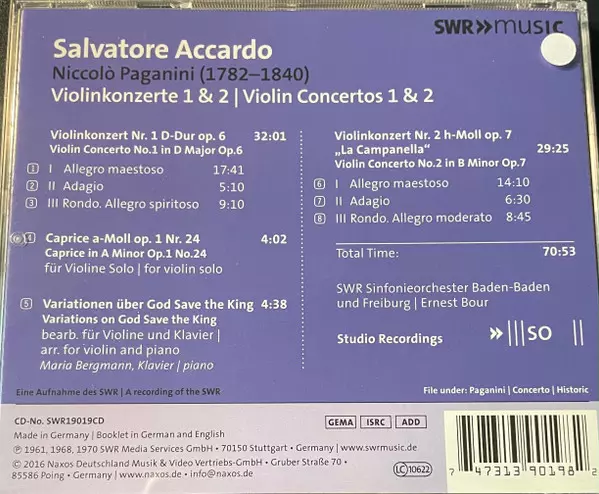 SWR»music
Salvatore Accardo
Niccolò Paganini (1782–1840)
Violinkonzerte 1 & 2 | Violin Concertos 1 & 2
Violinkonzert Nr. 1 D-Dur op. 6 32:01
Violin Concerto No.1 in D Major Op.6
1 I Allegro maestoso 17:41
2 II Adagio 5:10
3 III Rondo. Allegro spiritoso 9:10
4 Caprice a-Moll op. 1 Nr. 24 4:02
Caprice in A Minor Op.1 No.24
für Violine Solo | for violin solo
5 Variationen über God Save the King 4:38
Variations on God Save the King
bearb. für Violine und Klavier |
arr. for violin and piano
Maria Bergmann, Klavier | piano
Violinkonzert Nr. 2 h-Moll op. 7
„La Campanella“ 29:25
Violin Concerto No.2 in B Minor Op.7
6 I Allegro maestoso 14:10
7 II Adagio 6:30
8 III Rondo. Allegro moderato 8:45
Total Time: 70:53
SWR Sinfonieorchester Baden-Baden
und Freiburg | Ernest Bour
Studio Recordings
»|||SO ||
Eine Aufnahme des SWR | A recording of the SWR
File under: Paganini | Concerto | Historic
CD-No. SWR19019CD
GEMA ISRC ADD
Made in Germany | Booklet in German and English
℗ 1961, 1968, 1970 SWR Media Services GmbH • 70150 Stuttgart • Germany | www.swrmusic.com
© 2016 Naxos Deutschland Musik & Video Vertriebs-GmbH • Gruber Straße 70 •
85586 Poing • Germany | www.naxos.de • info@naxos.de
LC 10622
7 47313 90198 2